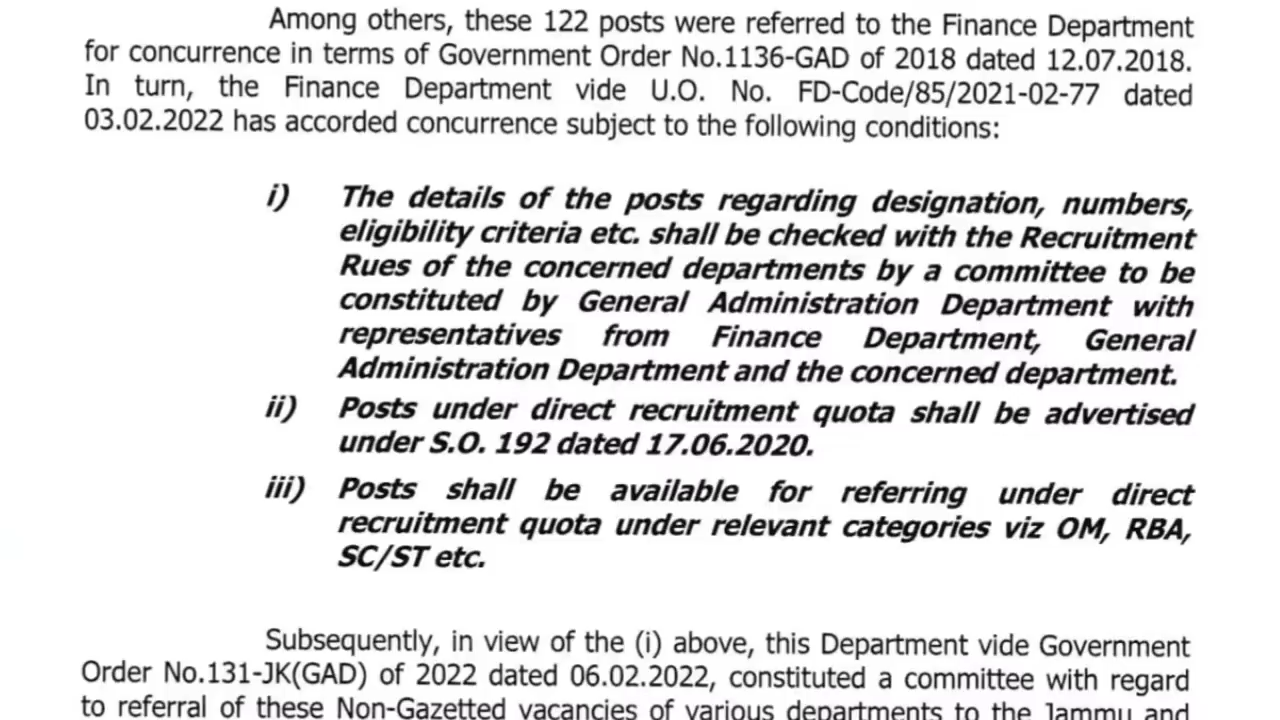 Among others, these 122 posts were referred to the Finance Department
for concurrence in terms of Government Order No.1136-GAD of 2018 dated 12.07.2018.
In turn, the Finance Department vide U.O. No. FD-Code/85/2021-02-77 dated
03.02.2022 has accorded concurrence subject to the following conditions:
i) The details of the posts regarding designation, numbers,
eligibility criteria etc. shall be checked with the Recruitment
Rues of the concerned departments by a committee to be
constituted by General Administration Department with
representatives from Finance Department, General
Administration Department and the concerned department.
ii) Posts under direct recruitment quota shall be advertised
under S.O. 192 dated 17.06.2020.
iii) Posts shall be available for referring under direct
recruitment quota under relevant categories viz OM, RBA,
SC/ST etc.
Subsequently, in view of the (i) above, this Department vide Government
Order No.131-JK(GAD) of 2022 dated 06.02.2022, constituted a committee with regard
to referral of these Non-Gazetted vacancies of various departments to the Jammu and